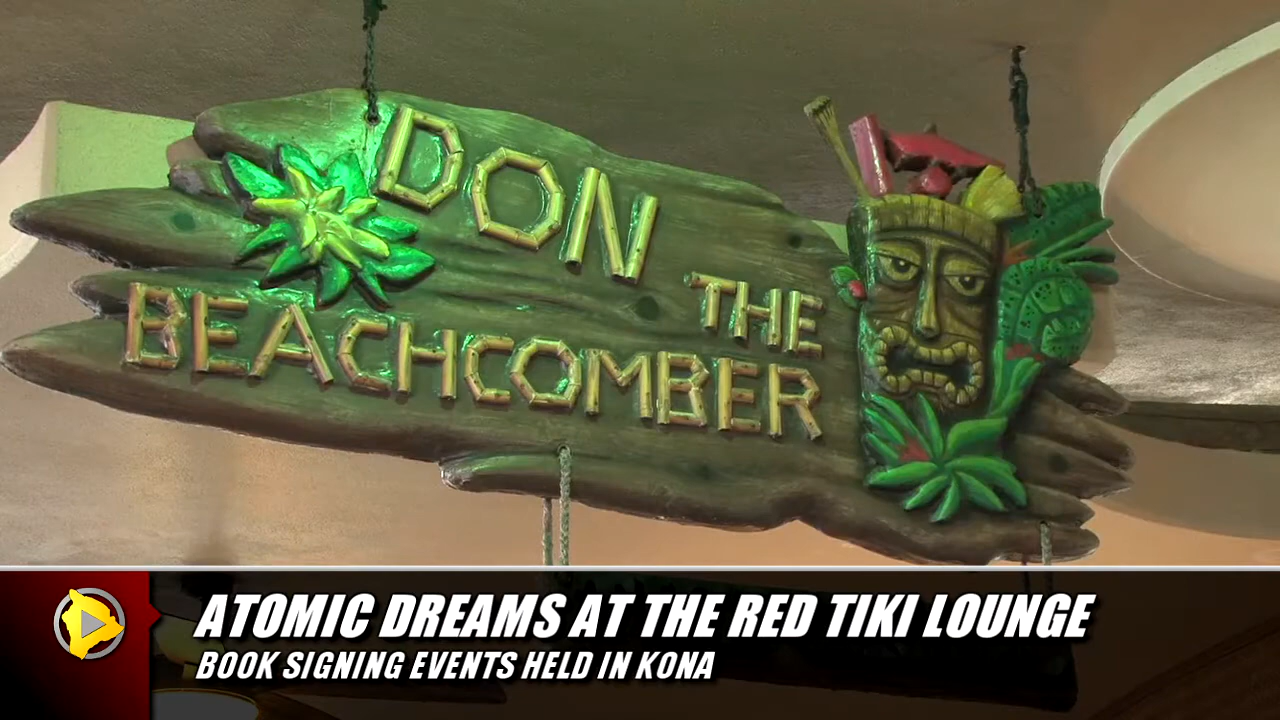 DON
THE
BEACHCOMBER
ATOMIC DREAMS AT THE RED TIKI LOUNGE
BOOK SIGNING EVENTS HELD IN KONA